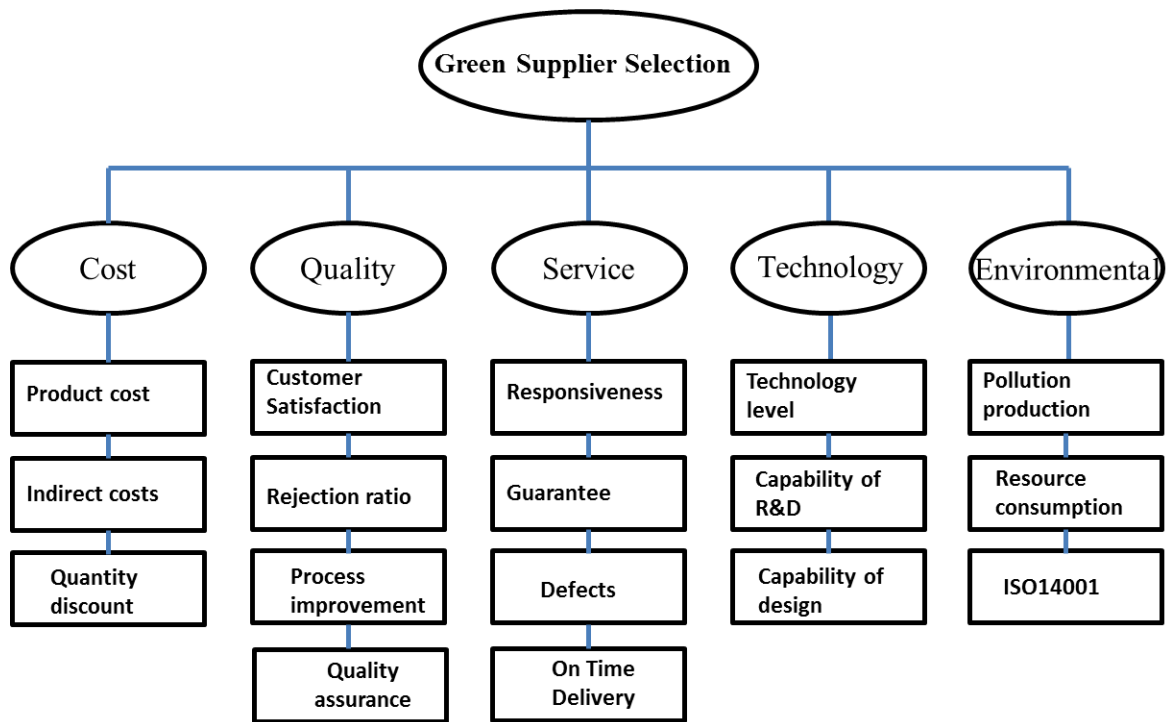 Green Supplier Selection
Cost
Quality
Service
Technology
Environmental
Product cost
Customer
Satisfaction
Responsiveness
Technology
level
Pollution
production
Indirect costs
Rejection ratio
Guarantee
Capability of
R&D
Resource
consumption
Quantity
discount
Process
improvement
Defects
Capability of
design
ISO14001
Quality
assurance
On Time
Delivery